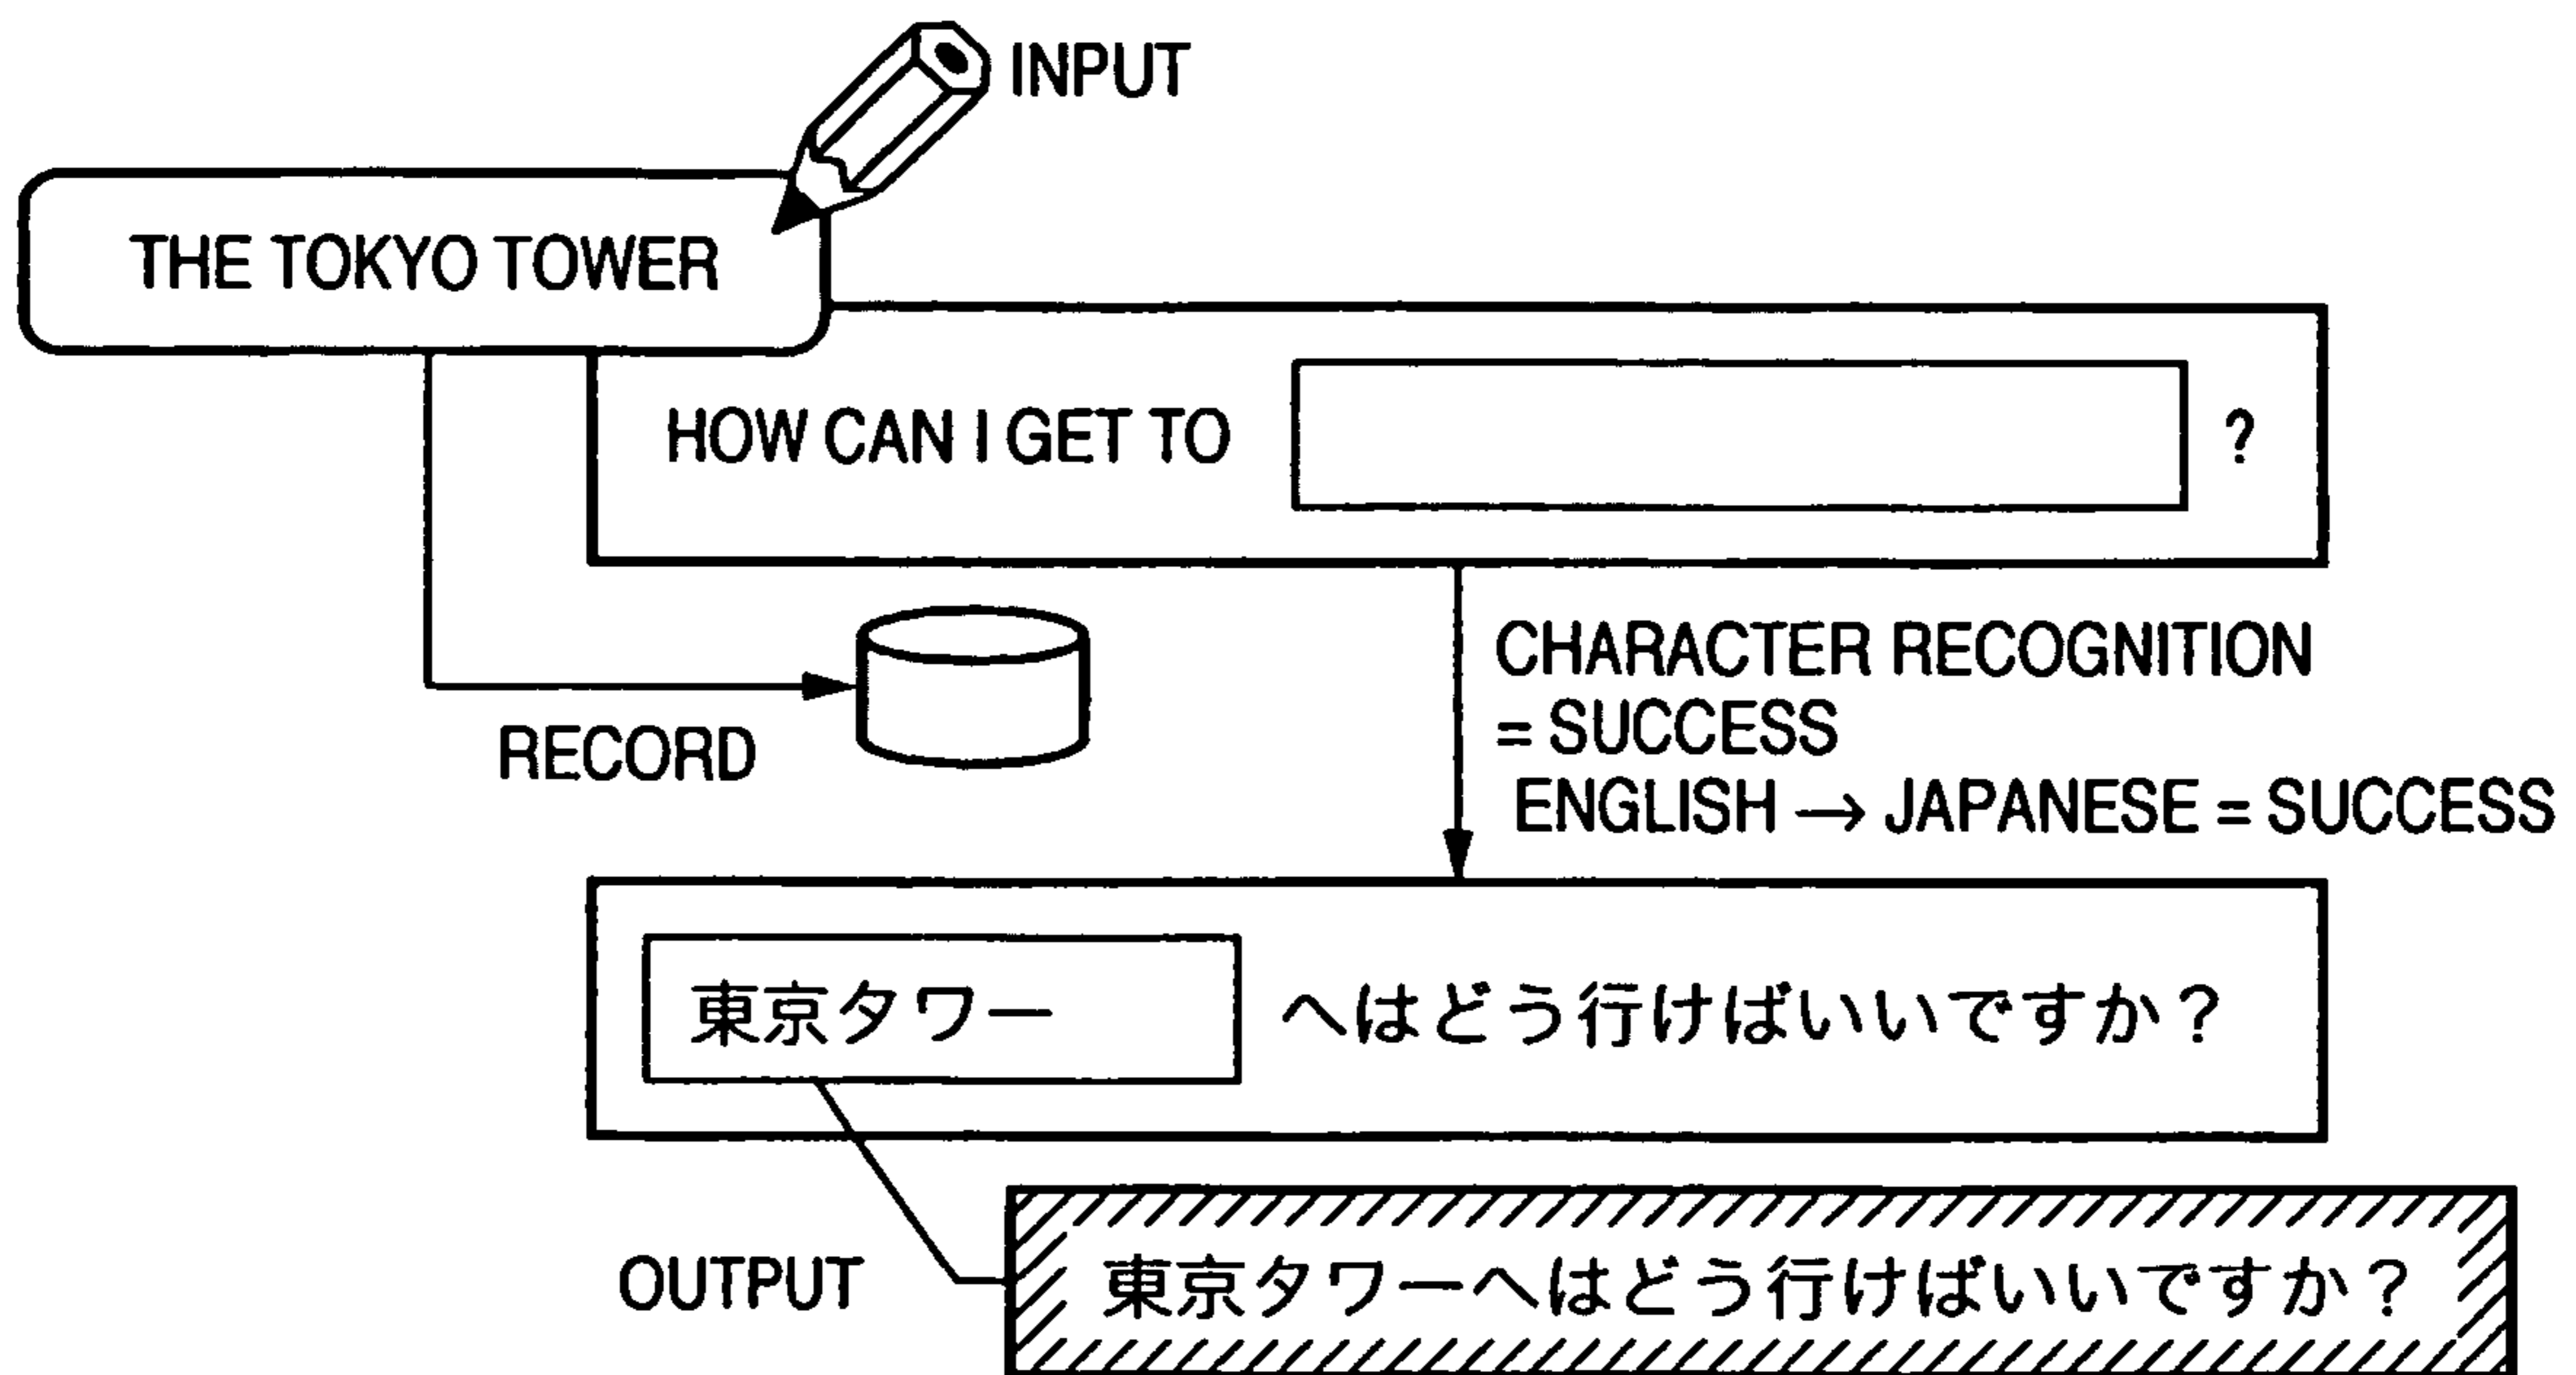 INPUT
THE TOKYO TOWER
HOW CAN I GET TO ?
CHARACTER RECOGNITION
= SUCCESS
ENGLISH → JAPANESE = SUCCESS
RECORD
東京タワー へはどう行けばいいですか？
OUTPUT
東京タワーへはどう行けばいいですか？